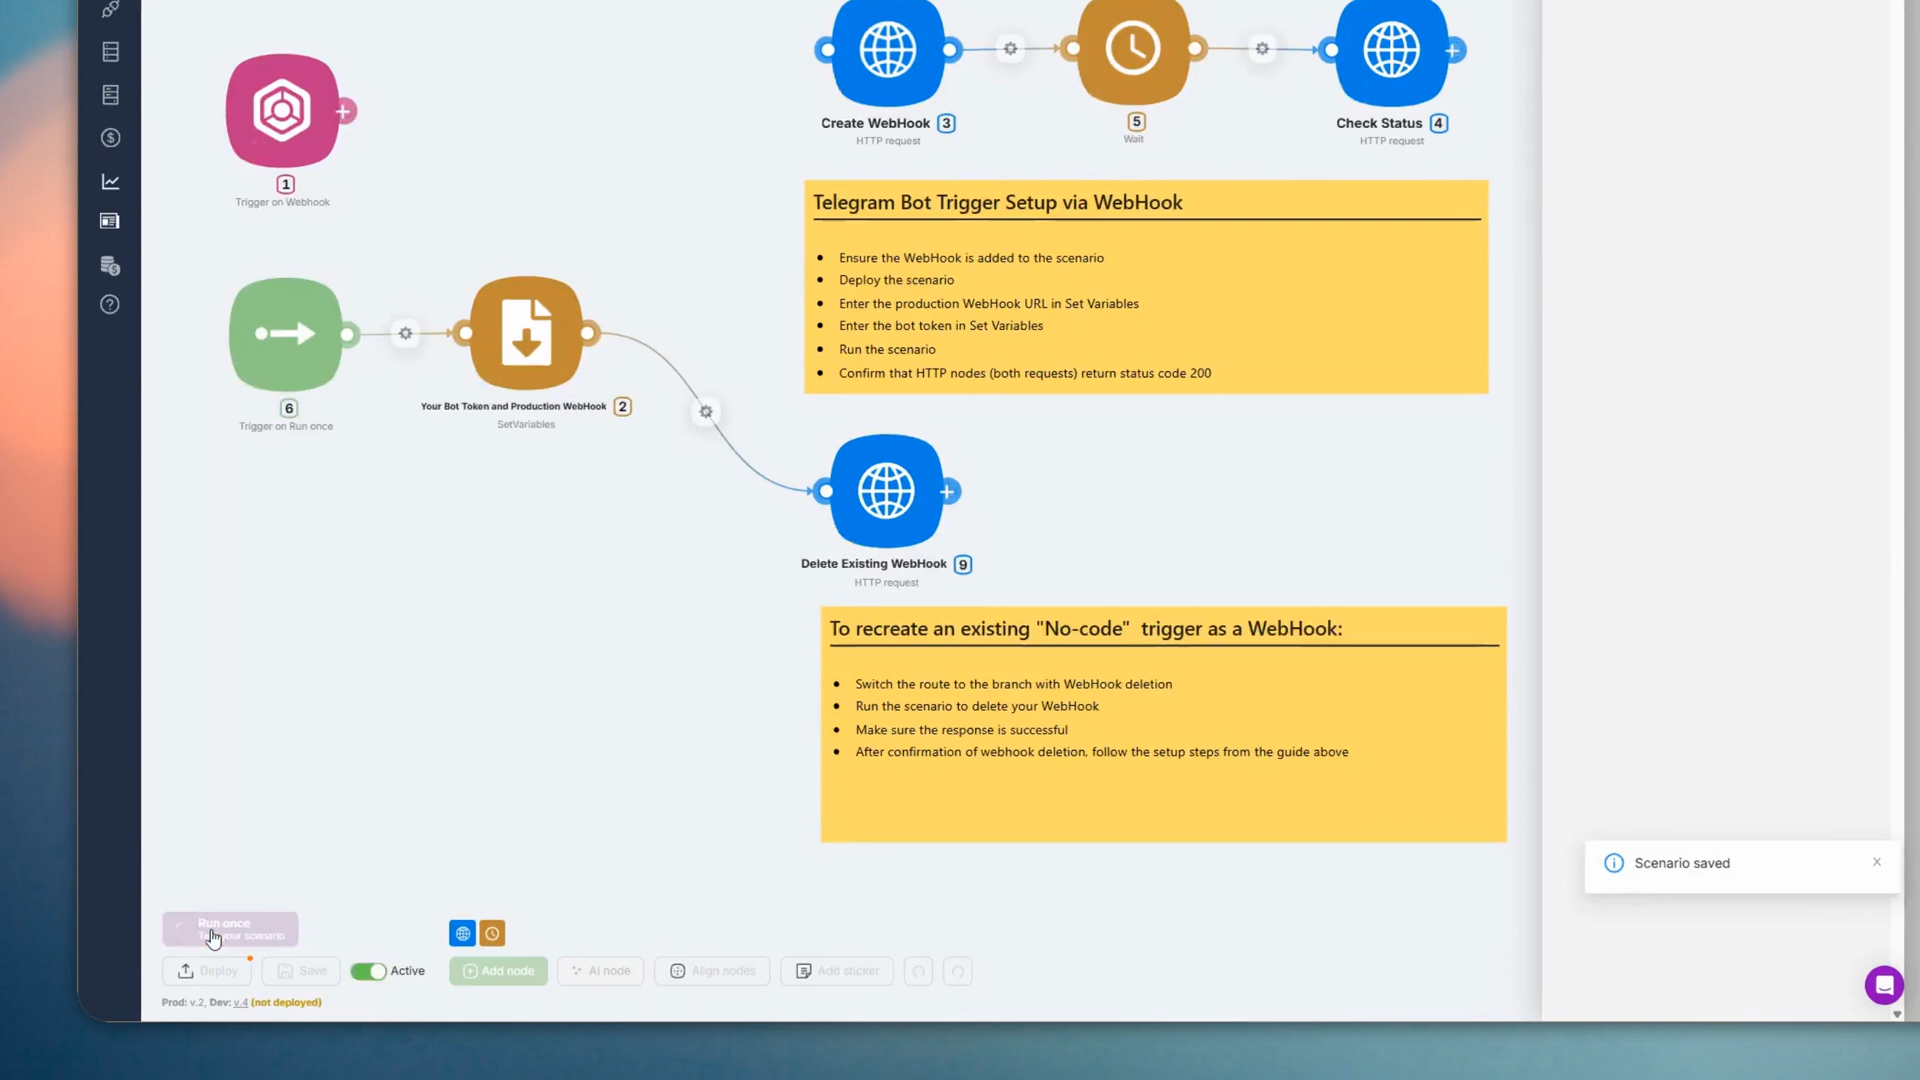 Create WebHook 3
HTTP request
5
Wait
Check Status 4
HTTP request
1
Trigger on Webhook
Telegram Bot Trigger Setup via WebHook
Ensure the WebHook is added to the scenario
Deploy the scenario
Enter the production WebHook URL in Set Variables
Enter the bot token in Set Variables
Run the scenario
Confirm that HTTP nodes (both requests) return status code 200
6
Trigger on Run once
Your Bot Token and Production WebHook 2
SetVariables
Delete Existing WebHook 9
HTTP request
To recreate an existing "No-code" trigger as a WebHook:
Switch the route to the branch with WebHook deletion
Run the scenario to delete your WebHook
Make sure the response is successful
After confirmation of webhook deletion, follow the setup steps from the guide above
Scenario saved
Run once
your scenario
Deploy
Save
Active
Add node
AI node
Align nodes
Add sticker
Prod: v.2, Dev: v.4 (not deployed)